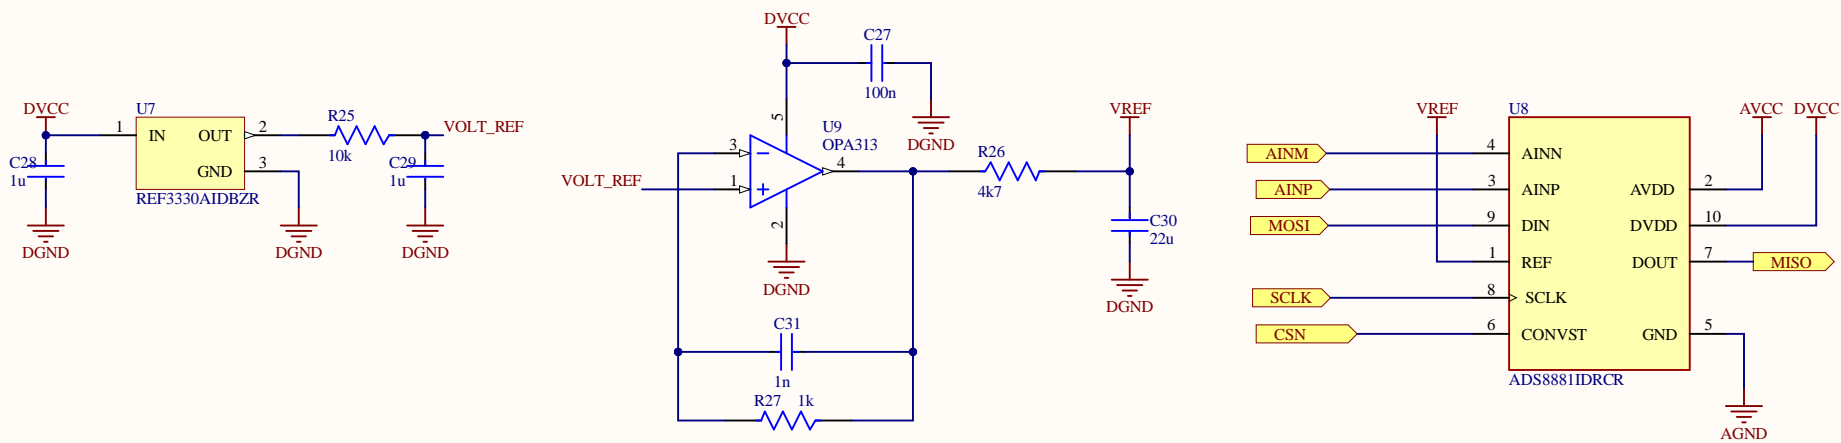 DVCC
U7
1
IN
OUT
2
GND
3
REF3330AIDBZR
C28
1u
DGND
DGND
R25
10k
VOLT_REF
C29
1u
DGND
DVCC
C27
100n
DGND
5
U9
OPA313
3
4
1
2
VOLT_REF
DGND
C31
1n
R27 1k
R26
4k7
VREF
C30
22u
DGND
VREF
U8
AVCC
DVCC
AINM
4
AINN
AINP
3
AINP
AVDD
2
MOSI
9
DIN
DVDD
10
1
REF
DOUT
7
MISO
SCLK
8
SCLK
CSN
6
CONVST
GND
5
ADS8881IDRCR
AGND